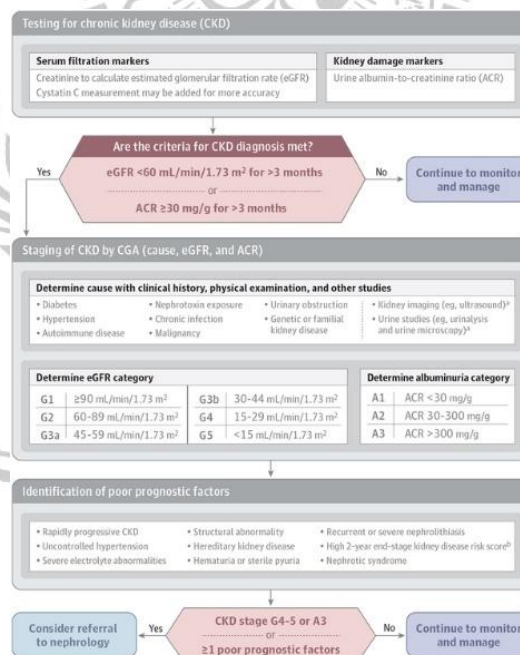 Testing for chronic kidney disease (CKD)
Serum filtration markers
Creatinine to calculate estimated glomerular filtration rate (eGFR)
Cystatin C measurement may be added for more accuracy
Kidney damage markers
Urine albumin-to-creatinine ratio (ACR)
Are the criteria for CKD diagnosis met?
eGFR <60 mL/min/1.73 m² for >3 months
or
ACR ≥30 mg/g for >3 months
Yes
No
Continue to monitor
and manage
Staging of CKD by CGA (cause, eGFR, and ACR)
Determine cause with clinical history, physical examination, and other studies
• Diabetes
• Hypertension
• Autoimmune disease
• Nephrotoxin exposure
• Chronic infection
• Malignancy
• Urinary obstruction
• Genetic or familial
kidney disease
• Kidney imaging (eg, ultrasound)ᵃ
• Urine studies (eg, urinalysis
and urine microscopy)ᵃ
Determine eGFR category
G1 ≥90 mL/min/1.73 m²
G2 60-89 mL/min/1.73 m²
G3a 45-59 mL/min/1.73 m²
G3b 30-44 mL/min/1.73 m²
G4 15-29 mL/min/1.73 m²
G5 <15 mL/min/1.73 m²
Determine albuminuria category
A1 ACR <30 mg/g
A2 ACR 30-300 mg/g
A3 ACR >300 mg/g
Identification of poor prognostic factors
• Rapidly progressive CKD
• Uncontrolled hypertension
• Severe electrolyte abnormalities
• Structural abnormality
• Hereditary kidney disease
• Hematuria or sterile pyuria
• Recurrent or severe nephrolithiasis
• High 2-year end-stage kidney disease risk scoreᵇ
• Nephrotic syndrome
Consider referral
to nephrology
Yes
CKD stage G4-5 or A3
or
≥1 poor prognostic factors
No
Continue to monitor
and manage